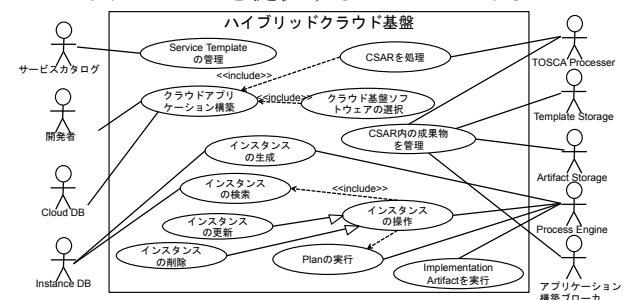 ハイブリッドクラウド基盤
サービスカタログ
開発者
Cloud DB
Instance DB
Service Template
の管理
クラウドアプリ
ケーション構築
<<include>>
<<include>>
CSARを処理
クラウド基盤ソフ
トウェアの選択
CSAR内の成果物
を管理
インスタンス
の生成
インスタンス
の検索
<<include>>
インスタンス
の更新
インスタンス
の操作
インスタンス
の削除
Planの実行
Implementation
Artifactを実行
TOSCA Processer
Template Storage
Artifact Storage
Process Engine
アプリケーション
構築ブローカ